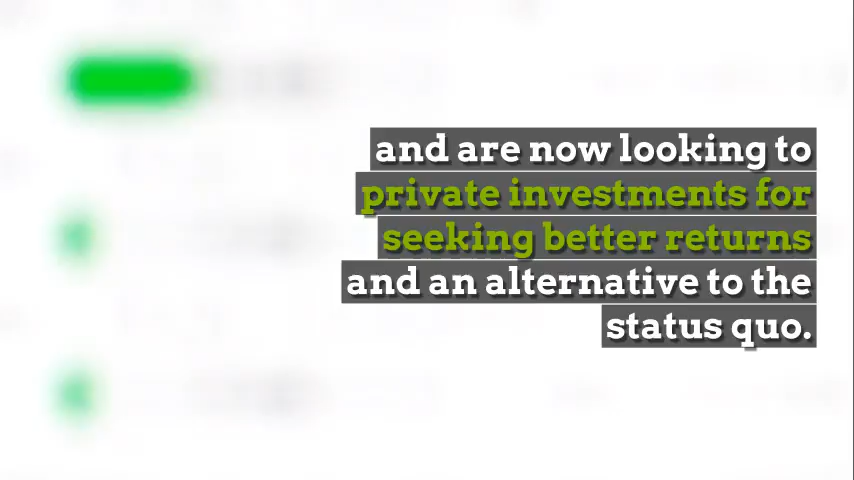 and are now looking to
private investments for
seeking better returns
and an alternative to the
status quo.